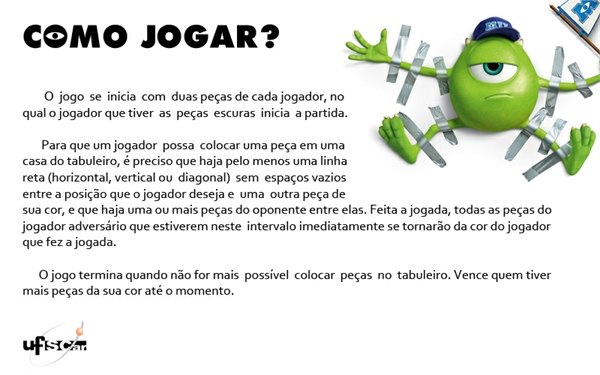 COMO JOGAR?
O jogo se inicia com duas peças de cada jogador, no
qual o jogador que tiver as peças escuras inicia a partida.
Para que um jogador possa colocar uma peça em uma
casa do tabuleiro, é preciso que haja pelo menos uma linha
reta (horizontal, vertical ou diagonal) sem espaços vazios
entre a posição que o jogador deseja e uma outra peça de
sua cor, e que haja uma ou mais peças do oponente entre elas. Feita a jogada, todas as peças do
jogador adversário que estiverem neste intervalo imediatamente se tornarão da cor do jogador
que fez a jogada.
O jogo termina quando não for mais possível colocar peças no tabuleiro. Vence quem tiver
mais peças da sua cor até o momento.
ufscar